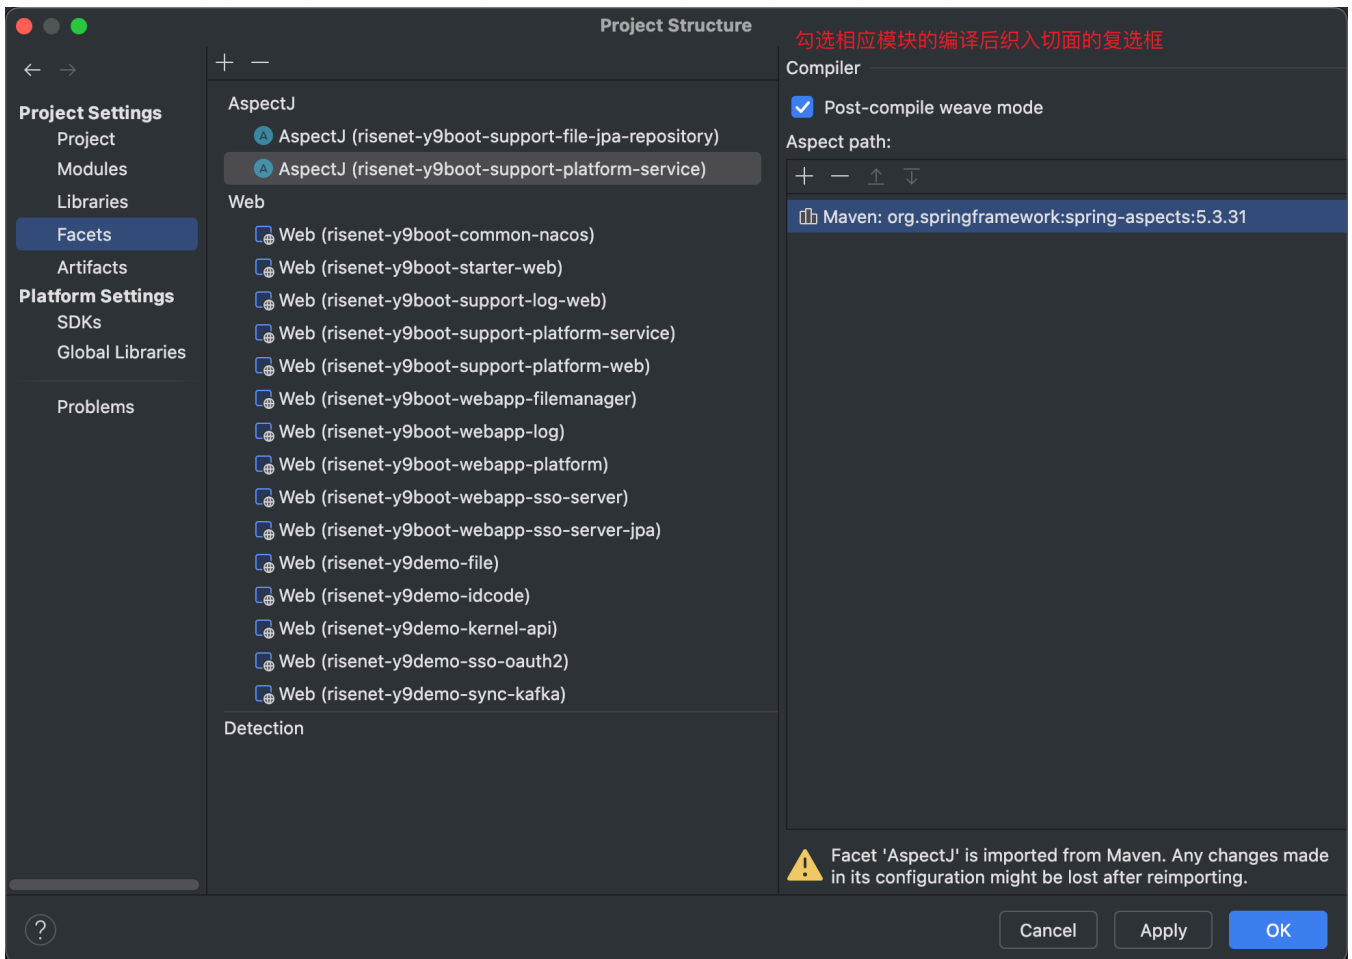 Project Structure
勾选相应模块的编译后织入切面的复选框
Project Settings
Project
Modules
Libraries
Facets
Artifacts
Platform Settings
SDKs
Global Libraries
Problems
AspectJ
AspectJ (risenet-y9boot-support-file-jpa-repository)
AspectJ (risenet-y9boot-support-platform-service)
Web
Web (risenet-y9boot-common-nacos)
Web (risenet-y9boot-starter-web)
Web (risenet-y9boot-support-log-web)
Web (risenet-y9boot-support-platform-service)
Web (risenet-y9boot-support-platform-web)
Web (risenet-y9boot-webapp-filemanager)
Web (risenet-y9boot-webapp-log)
Web (risenet-y9boot-webapp-platform)
Web (risenet-y9boot-webapp-sso-server)
Web (risenet-y9boot-webapp-sso-server-jpa)
Web (risenet-y9demo-file)
Web (risenet-y9demo-idcode)
Web (risenet-y9demo-kernel-api)
Web (risenet-y9demo-sso-oauth2)
Web (risenet-y9demo-sync-kafka)
Detection
Compiler
Post-compile weave mode
Aspect path:
Maven: org.springframework:spring-aspects:5.3.31
Facet 'AspectJ' is imported from Maven. Any changes made
in its configuration might be lost after reimporting.
?
Cancel
Apply
OK